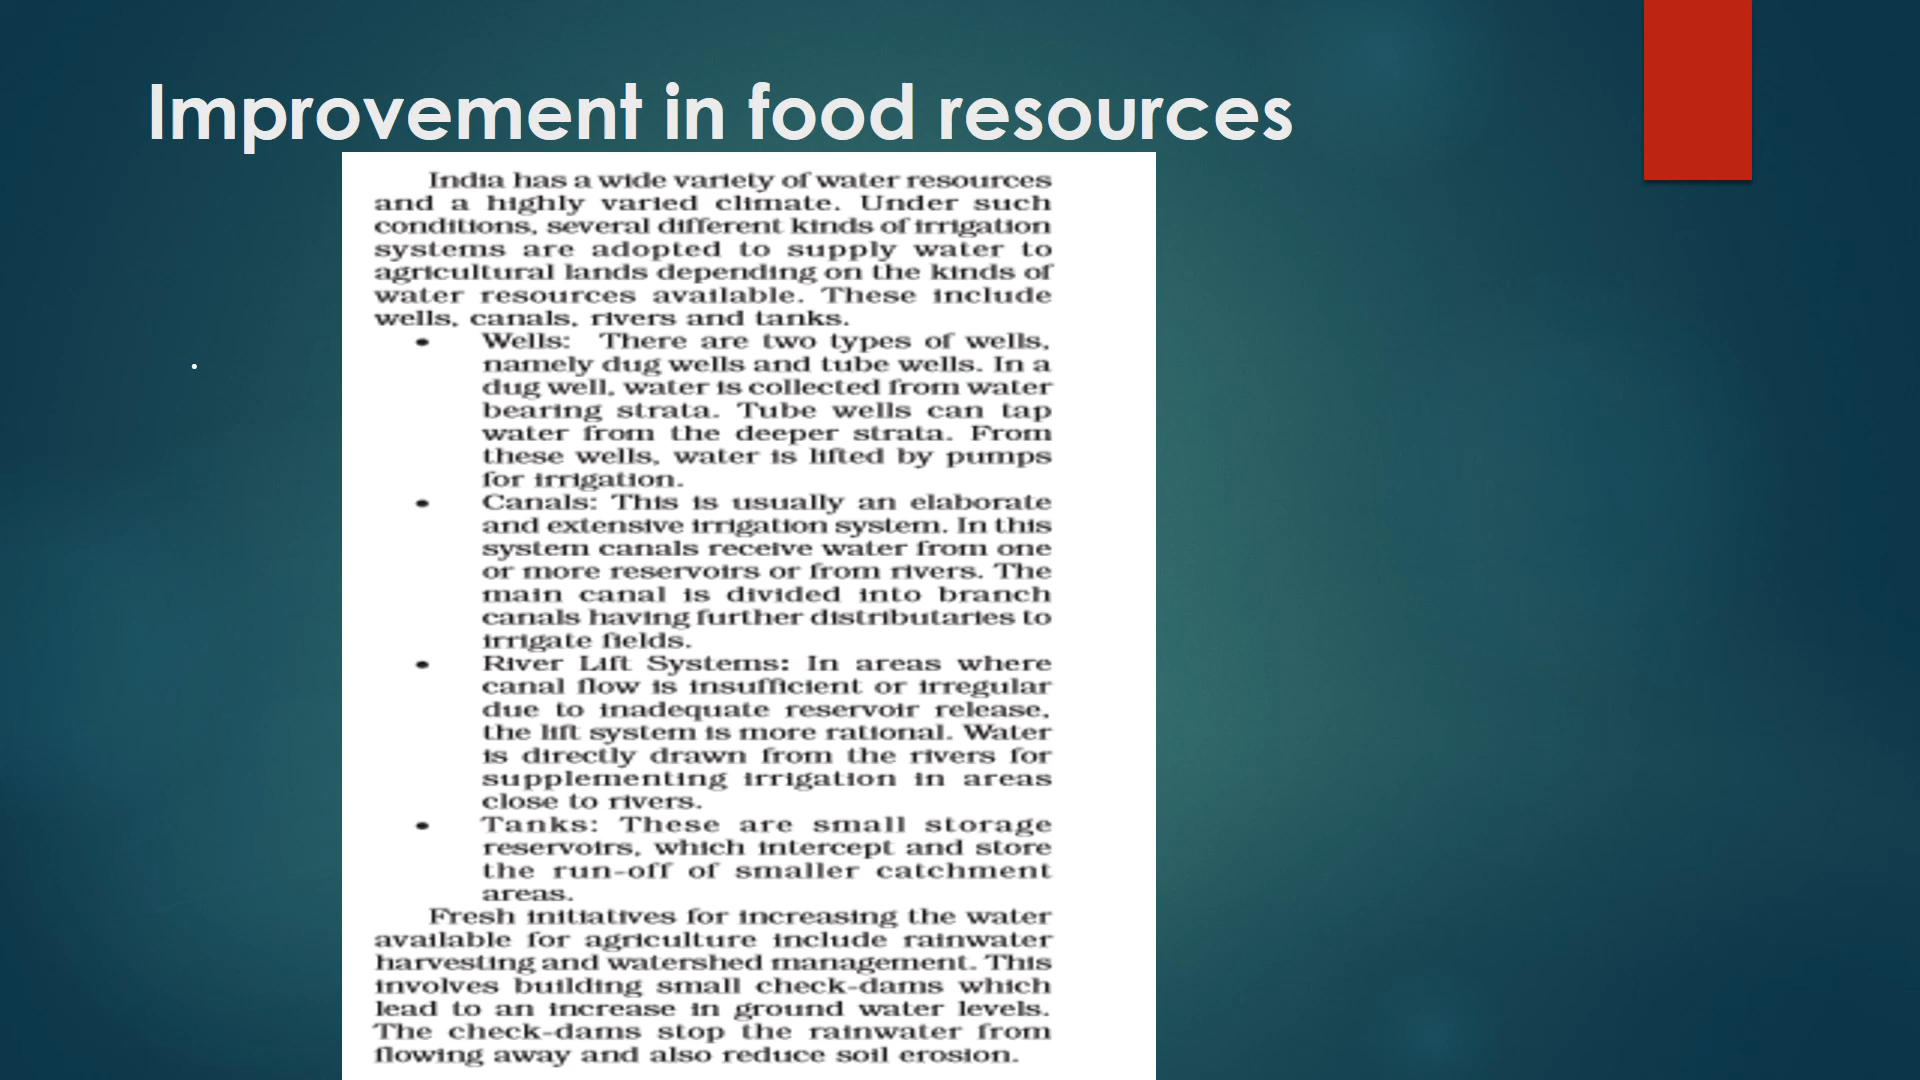 Improvement in food resources
India has a wide variety of water resources
and a highly varied climate. Under such
conditions, several different kinds of irrigation
systems are adopted to supply water to
agricultural lands depending on the kinds of
water resources available. These include
wells, canals, rivers and tanks.
• Wells: There are two types of wells,
namely dug wells and tube wells. In a
dug well, water is collected from water
bearing strata. Tube wells can tap
water from the deeper strata. From
these wells, water is lifted by pumps
for irrigation.
• Canals: This is usually an elaborate
and extensive irrigation system. In this
system canals receive water from one
or more reservoirs or from rivers. The
main canal is divided into branch
canals having further distributaries to
irrigate fields.
• River Lift Systems: In areas where
canal flow is insufficient or irregular
due to inadequate reservoir release,
the lift system is more rational. Water
is directly drawn from the rivers for
supplementing irrigation in areas
close to rivers.
• Tanks: These are small storage
reservoirs, which intercept and store
the run-off of smaller catchment
areas.
Fresh initiatives for increasing the water
available for agriculture include rainwater
harvesting and watershed management. This
involves building small check-dams which
lead to an increase in ground water levels.
The check-dams stop the rainwater from
flowing away and also reduce soil erosion.